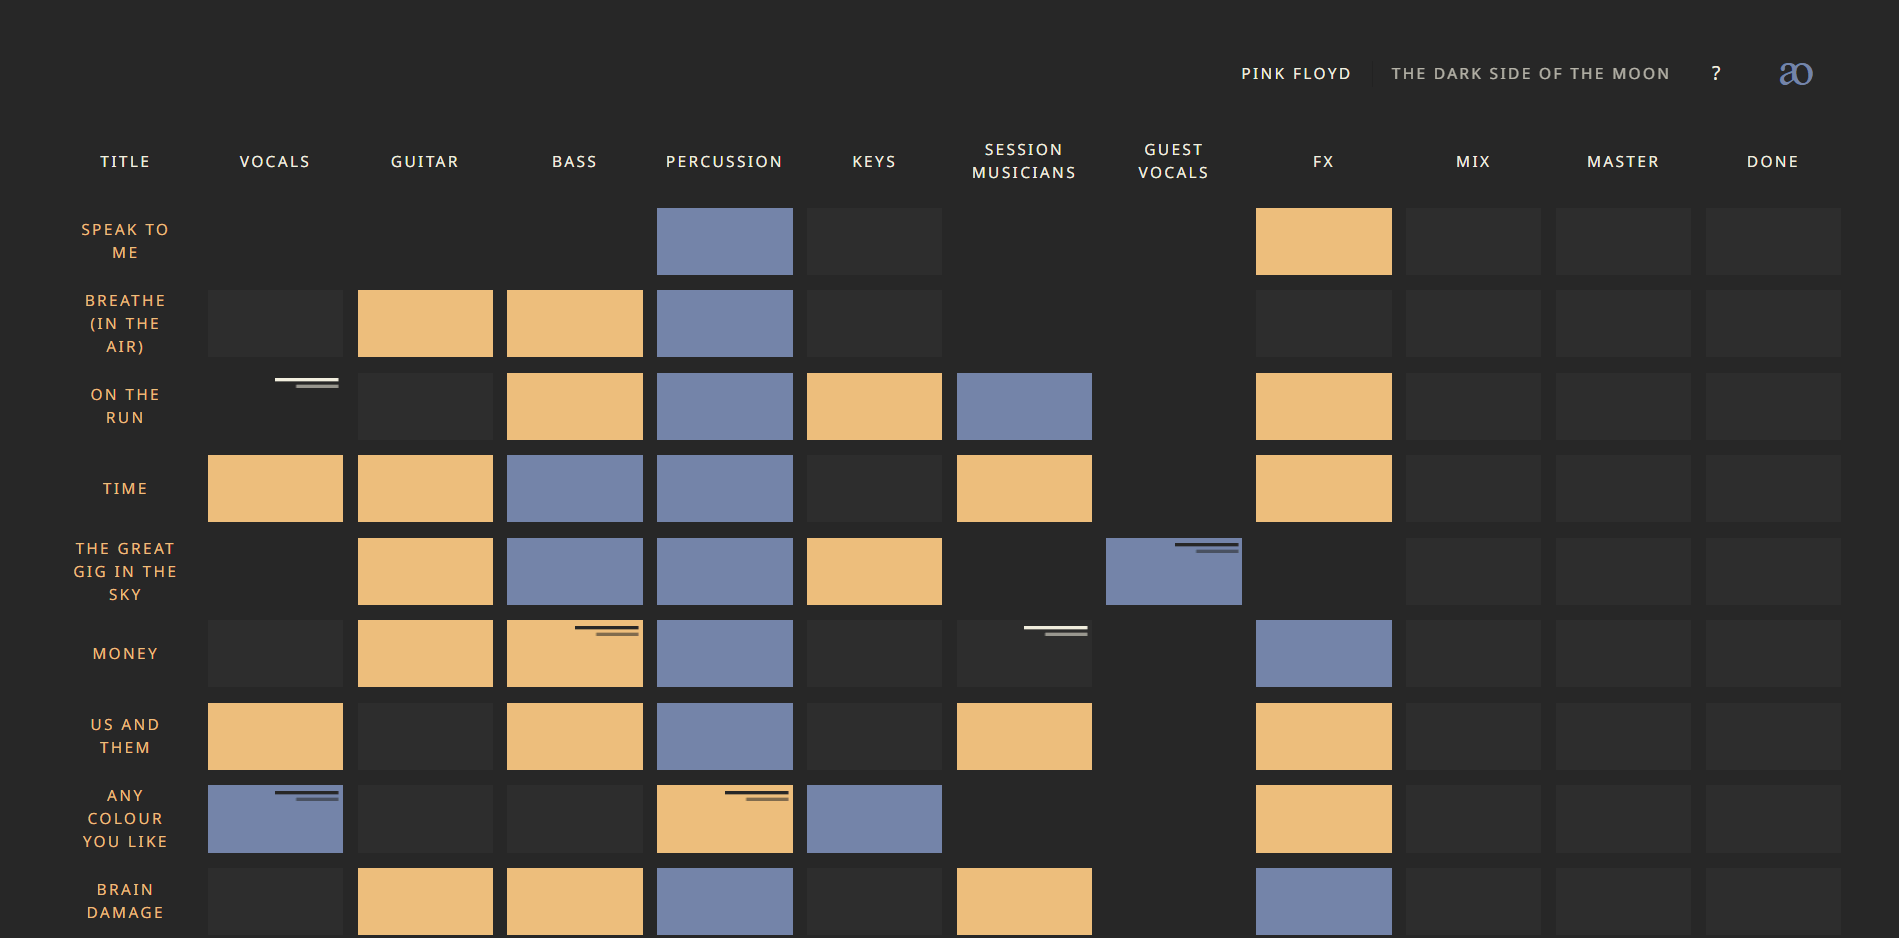 PINK FLOYD THE DARK SIDE OF THE MOON ? æo
TITLE VOCALS GUITAR BASS PERCUSSION KEYS SESSION MUSICIANS GUEST VOCALS FX MIX MASTER DONE
SPEAK TO
ME
BREATHE
(IN THE
AIR)
ON THE
RUN
TIME
THE GREAT
GIG IN THE
SKY
MONEY
US AND
THEM
ANY
COLOUR
YOU LIKE
BRAIN
DAMAGE